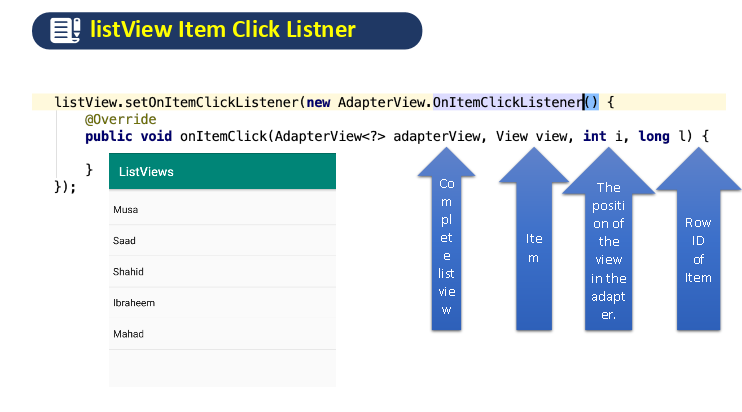 listView Item Click Listner
listView.setOnItemClickListener(new AdapterView.OnItemClickListener() {
@Override
public void onItemClick(AdapterView<?> adapterView, View view, int i, long l) {
}
});
ListViews
Musa
Saad
Shahid
Ibraheem
Mahad
Co
m
pl
et
e
list
vie
w
Ite
m
The
positi
on of
the
view
in the
adapt
er.
Row
ID
of
Item